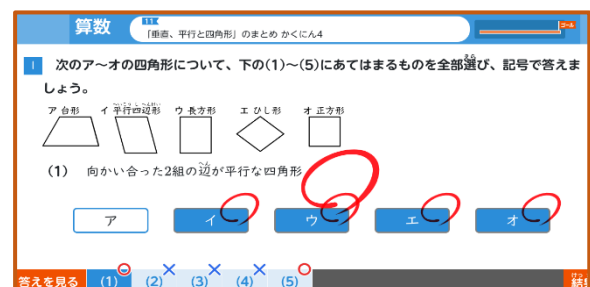 算数
11
「垂直、平行と四角形」のまとめ かくにん4
ゴール
1 次のア～オの四角形について、下の(1)～(5)にあてはまるものを全部選び、記号で答えま
しょう。
ア 台形 イ 平行四辺形 ウ 長方形 エ ひし形 オ 正方形
(1) 向かい合った2組の辺が平行な四角形
ア イ ウ エ オ
答えを見る (1) (2) (3) (4) (5)